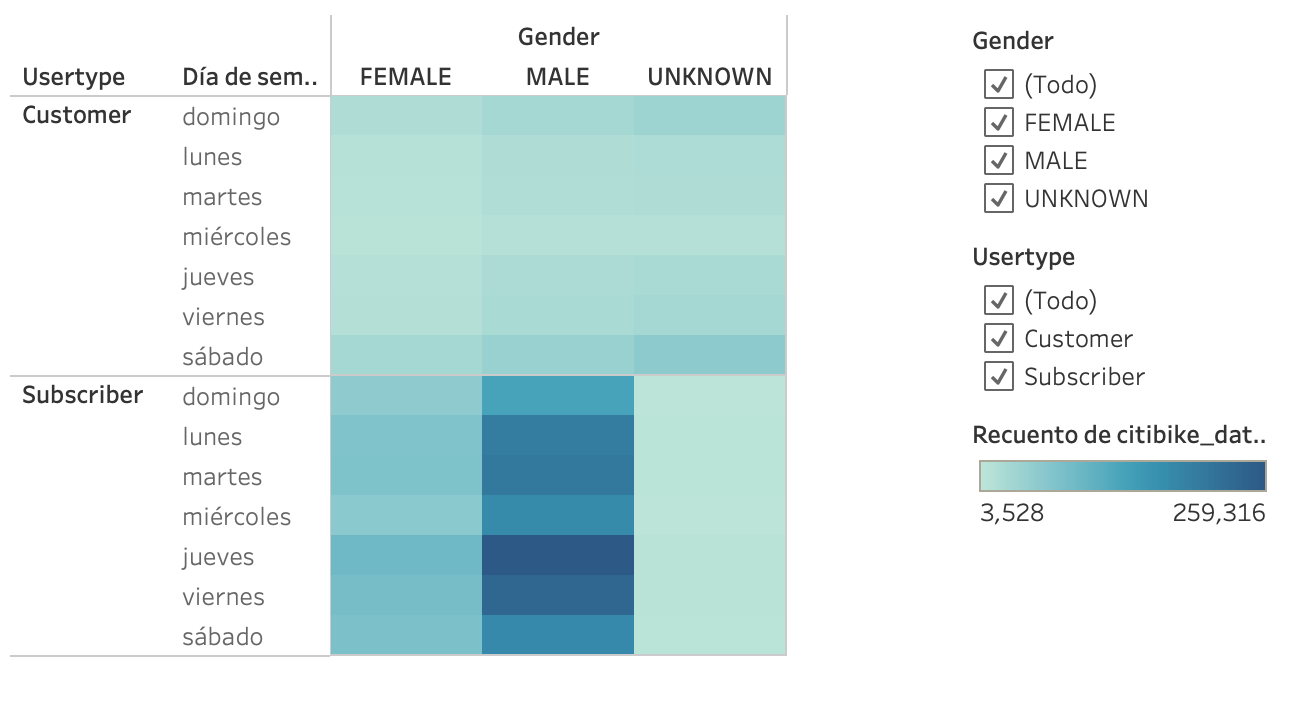 Gender
Usertype Día de sem.. FEMALE MALE UNKNOWN
Customer domingo
lunes
martes
miércoles
jueves
viernes
sábado
Subscriber domingo
lunes
martes
miércoles
jueves
viernes
sábado
Gender
(Todo)
FEMALE
MALE
UNKNOWN
Usertype
(Todo)
Customer
Subscriber
Recuento de citibike_dat..
3,528 259,316